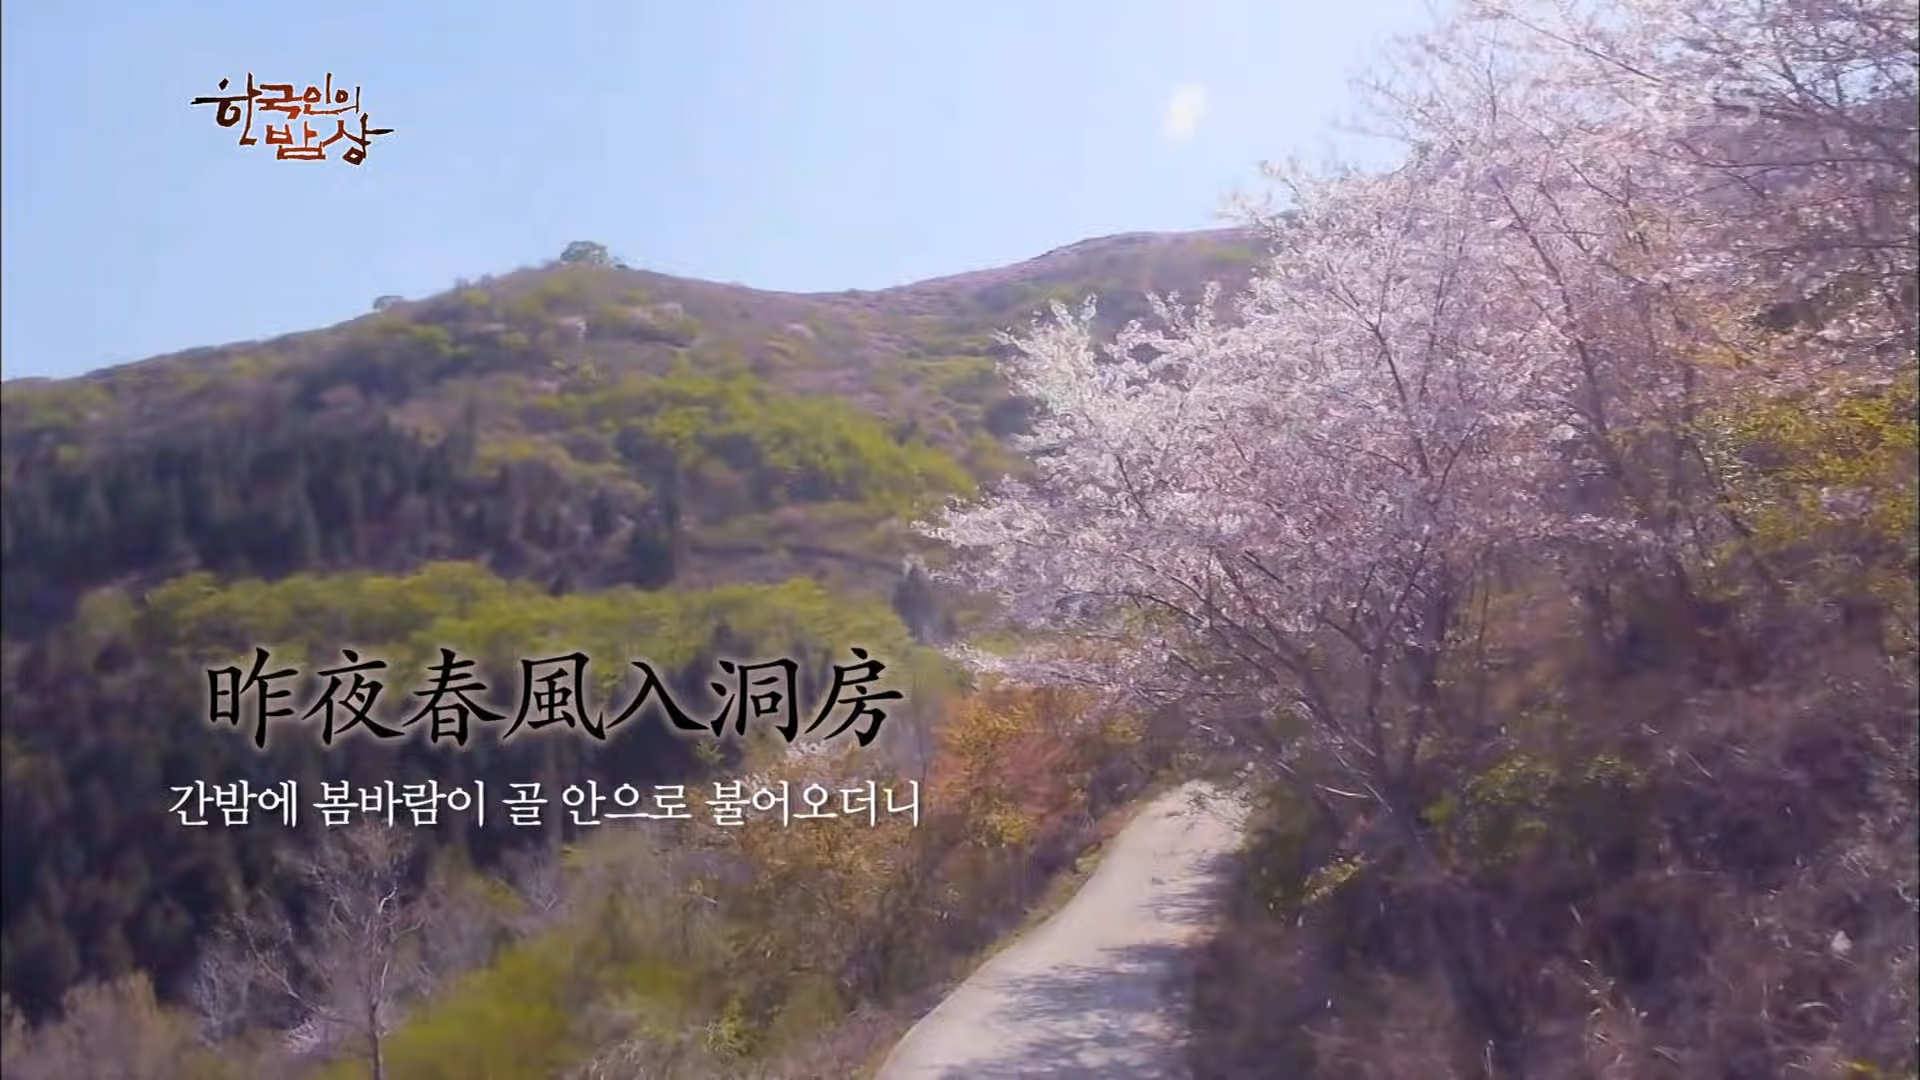 한국인의
밥상
昨夜春風入洞房
간밤에 봄바람이 골 안으로 불어오더니